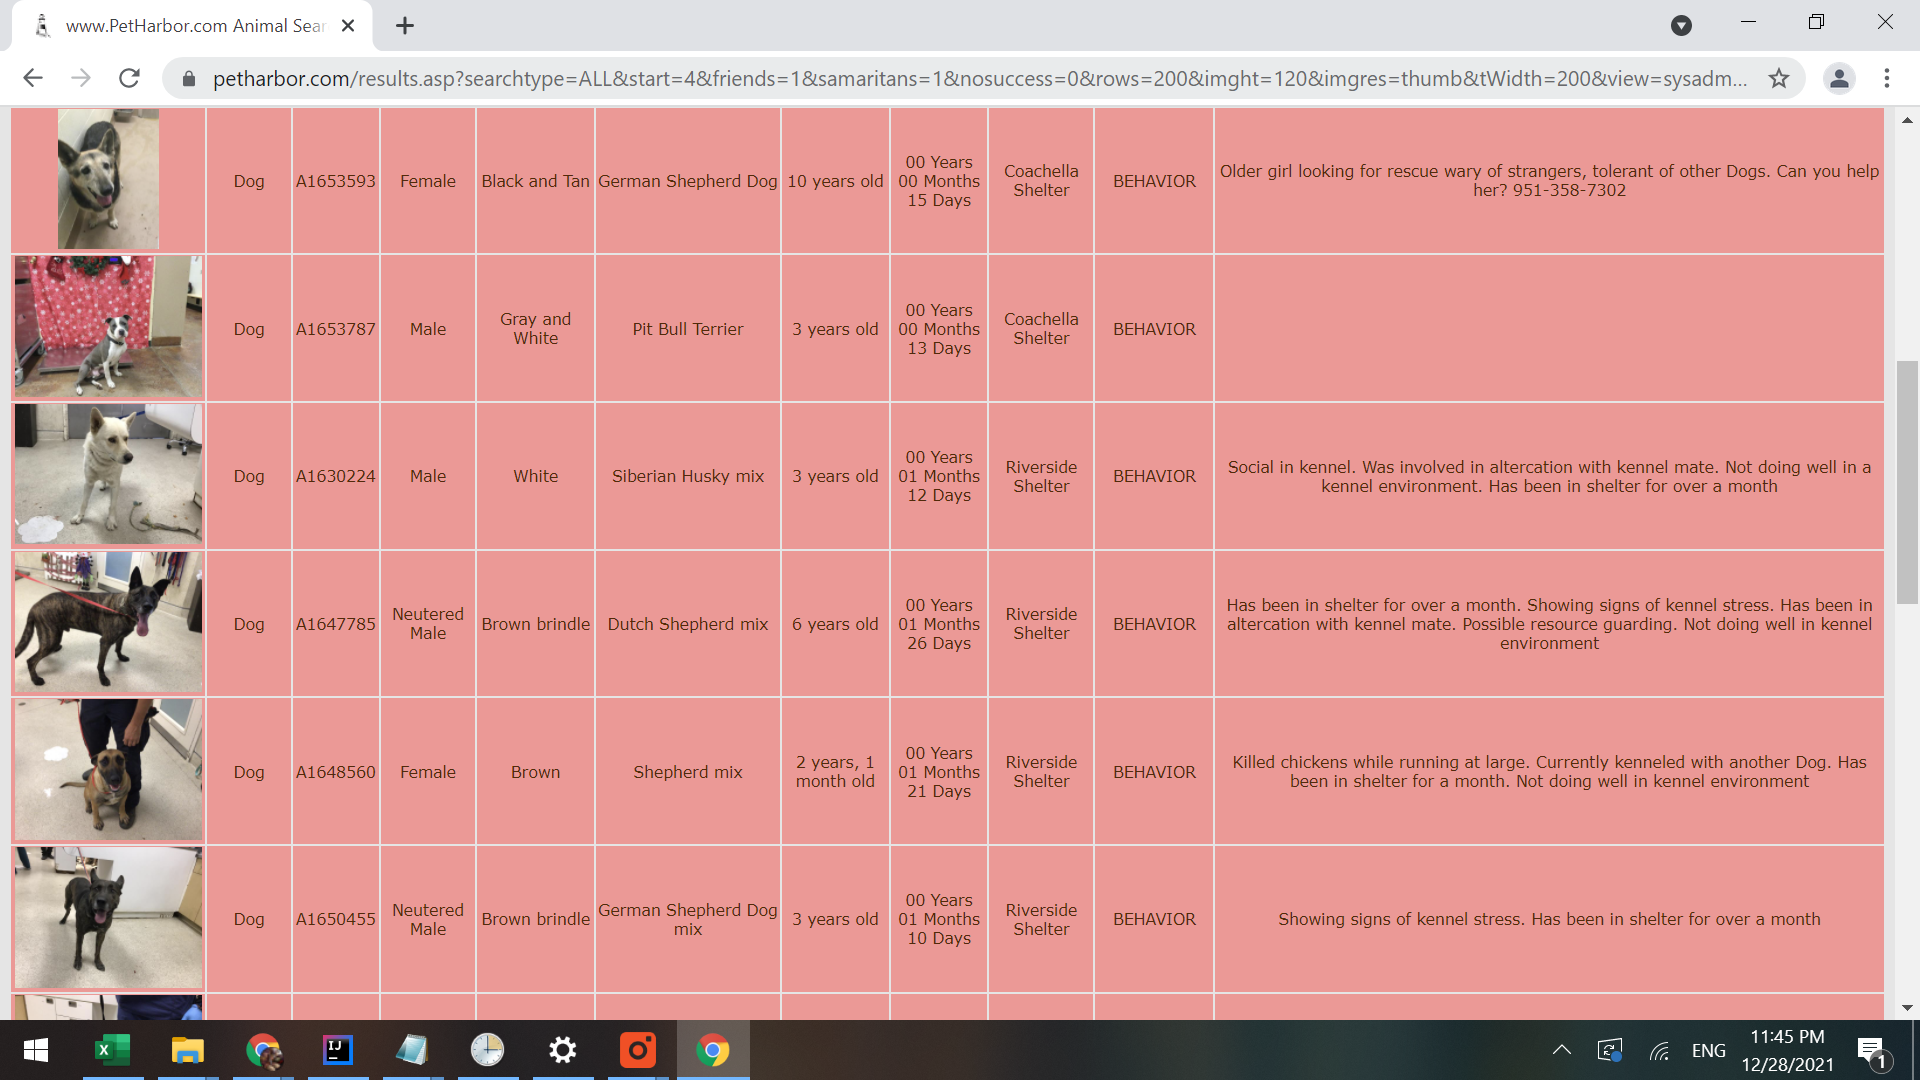 www.PetHarbor.com Animal Sear
petharbor.com/results.asp?searchtype=ALL&start=4&friends=1&samaritans=1&nosuccess=0&rows=200&imght=120&imgres=thumb&tWidth=200&view=sysadm...
Dog A1653593 Female Black and Tan German Shepherd Dog 10 years old 00 Years 00 Months 15 Days Coachella Shelter BEHAVIOR Older girl looking for rescue wary of strangers, tolerant of other Dogs. Can you help her? 951-358-7302
Dog A1653787 Male Gray and White Pit Bull Terrier 3 years old 00 Years 00 Months 13 Days Coachella Shelter BEHAVIOR
Dog A1630224 Male White Siberian Husky mix 3 years old 00 Years 01 Months 12 Days Riverside Shelter BEHAVIOR Social in kennel. Was involved in altercation with kennel mate. Not doing well in a kennel environment. Has been in shelter for over a month
Dog A1647785 Neutered Male Brown brindle Dutch Shepherd mix 6 years old 00 Years 01 Months 26 Days Riverside Shelter BEHAVIOR Has been in shelter for over a month. Showing signs of kennel stress. Has been in altercation with kennel mate. Possible resource guarding. Not doing well in kennel environment
Dog A1648560 Female Brown Shepherd mix 2 years, 1 month old 00 Years 01 Months 21 Days Riverside Shelter BEHAVIOR Killed chickens while running at large. Currently kenneled with another Dog. Has been in shelter for a month. Not doing well in kennel environment
Dog A1650455 Neutered Male Brown brindle German Shepherd Dog mix 3 years old 00 Years 01 Months 10 Days Riverside Shelter BEHAVIOR Showing signs of kennel stress. Has been in shelter for over a month
IJ
ENG
11:45 PM
12/28/2021
1